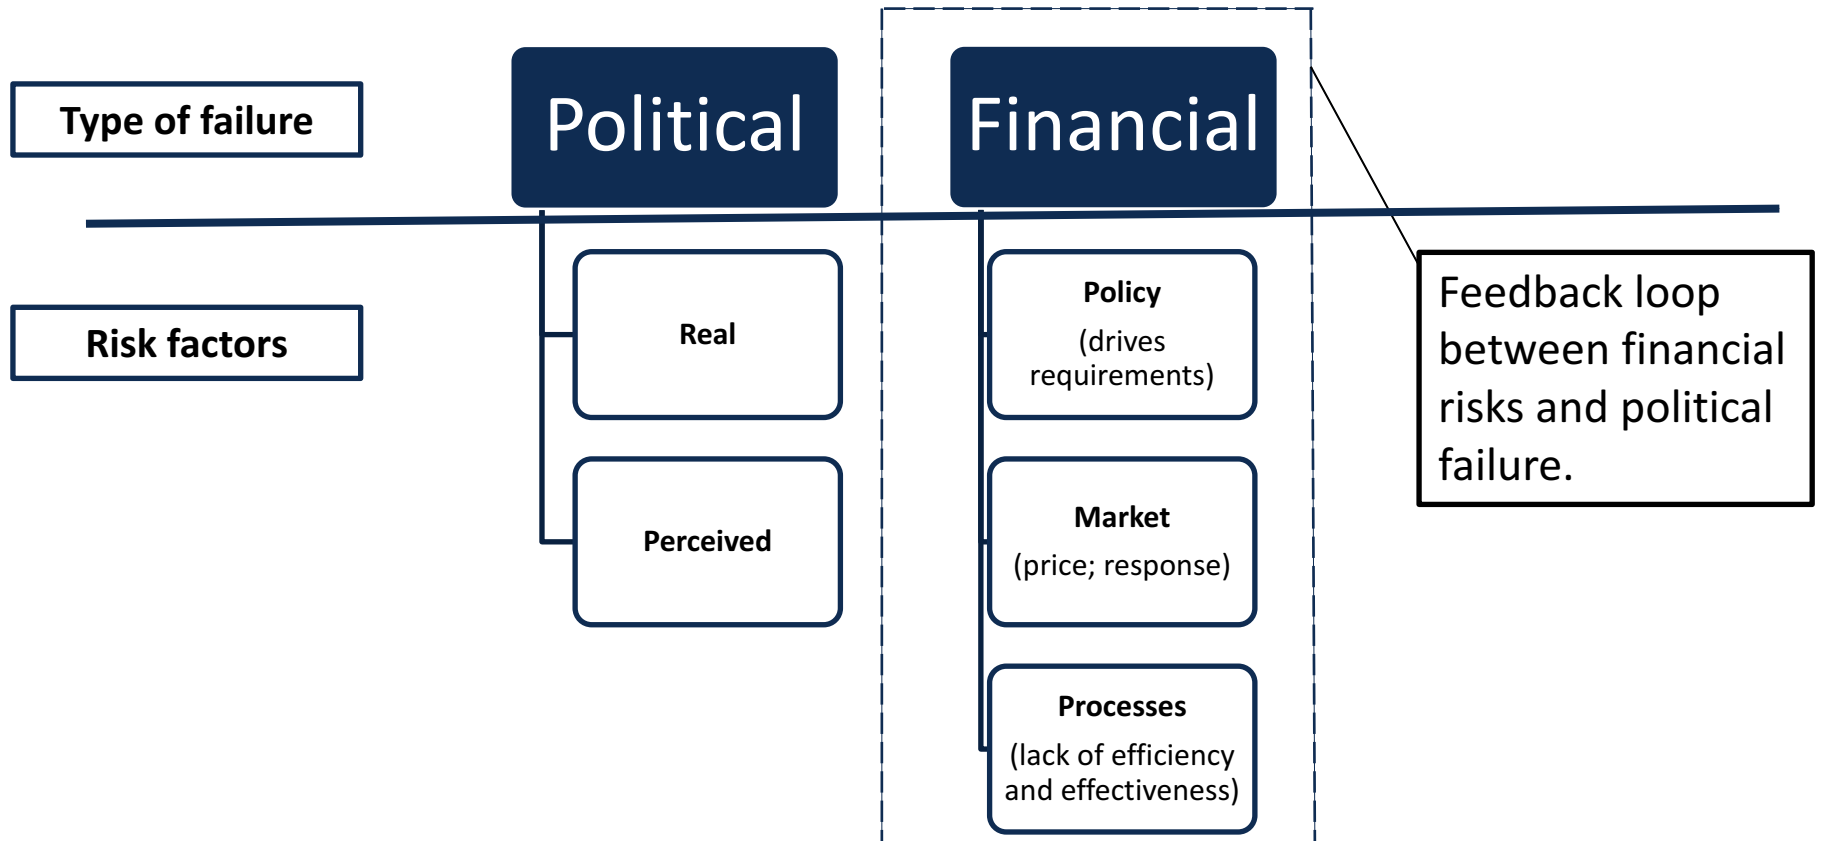 Type of failure
Political
Financial
Risk factors
Real
Perceived
Policy
(drives
requirements)
Market
(price; response)
Processes
(lack of efficiency
and effectiveness)
Feedback loop
between financial
risks and political
failure.